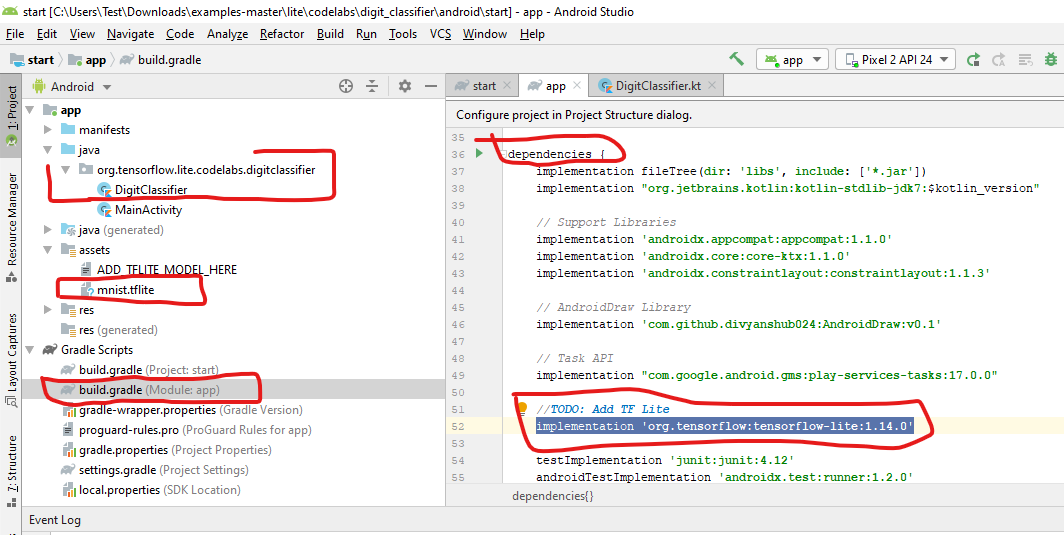 start [C:\Users\Test\Downloads\examples-master\lite\codelabs\digit_classifier\android\start] - app - Android Studio
File Edit View Navigate Code Analyze Refactor Build Run Tools VCS Window Help
start app build.gradle app Pixel 2 API 24
1: Project
Resource Manager
Layout Captures
7: Structure
Android
app
manifests
java
org.tensorflow.lite.codelabs.digitclassifier
DigitClassifier
MainActivity
java (generated)
assets
ADD_TFLITE_MODEL_HERE
mnist.tflite
res
res (generated)
Gradle Scripts
build.gradle (Project: start)
build.gradle (Module: app)
gradle-wrapper.properties (Gradle Version)
proguard-rules.pro (ProGuard Rules for app)
gradle.properties (Project Properties)
settings.gradle (Project Settings)
local.properties (SDK Location)
start app DigitClassifier.kt
Configure project in Project Structure dialog.
35
36 dependencies {
37 implementation fileTree(dir: 'libs', include: ['*.jar'])
38 implementation "org.jetbrains.kotlin:kotlin-stdlib-jdk7:$kotlin_version"
39
40 // Support Libraries
41 implementation 'androidx.appcompat:appcompat:1.1.0'
42 implementation 'androidx.core:core-ktx:1.1.0'
43 implementation 'androidx.constraintlayout:constraintlayout:1.1.3'
44
45 // AndroidDraw Library
46 implementation 'com.github.divyanshub024:AndroidDraw:v0.1'
47
48 // Task API
49 implementation "com.google.android.gms:play-services-tasks:17.0.0"
50
51 //TODO: Add TF Lite
52 implementation 'org.tensorflow:tensorflow-lite:1.14.0'
53
54 testImplementation 'junit:junit:4.12'
55 androidTestImplementation 'androidx.test:runner:1.2.0'
dependencies{}
Event Log